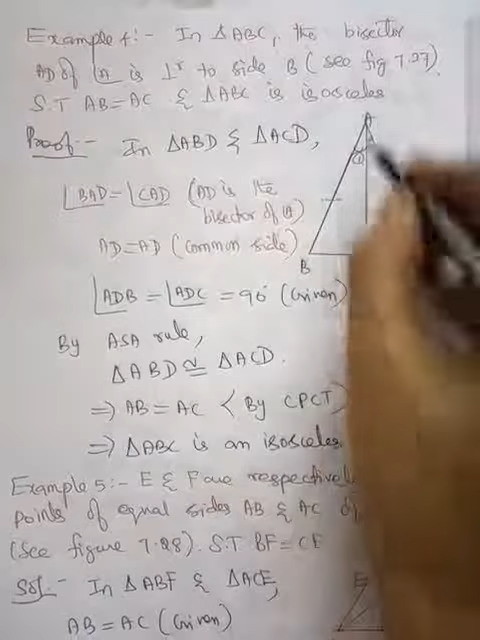 Example 4:- In ΔABC, the bisector
AD of ∠A is ⊥r to side B (see fig 7.27).
S.T AB=AC & ΔABC is isosceles
Proof:- In ΔABD & ΔACD,
A
∠BAD=∠CAD (AD is the
bisector of ∠A)
AD=AD (common side)
B
∠ADB = ∠ADC = 90° (Given)
By ASA rule,
ΔABD ≅ ΔACD.
⇒ AB=AC < By CPCT)
⇒ ΔABC is an isosceles
Example 5:- E & F are respectivel
points of equal sides AB & AC
(See figure 7.28). S.T BF=CE
Sol:- In ΔABF & ΔACE,
E
AB=AC (Given)